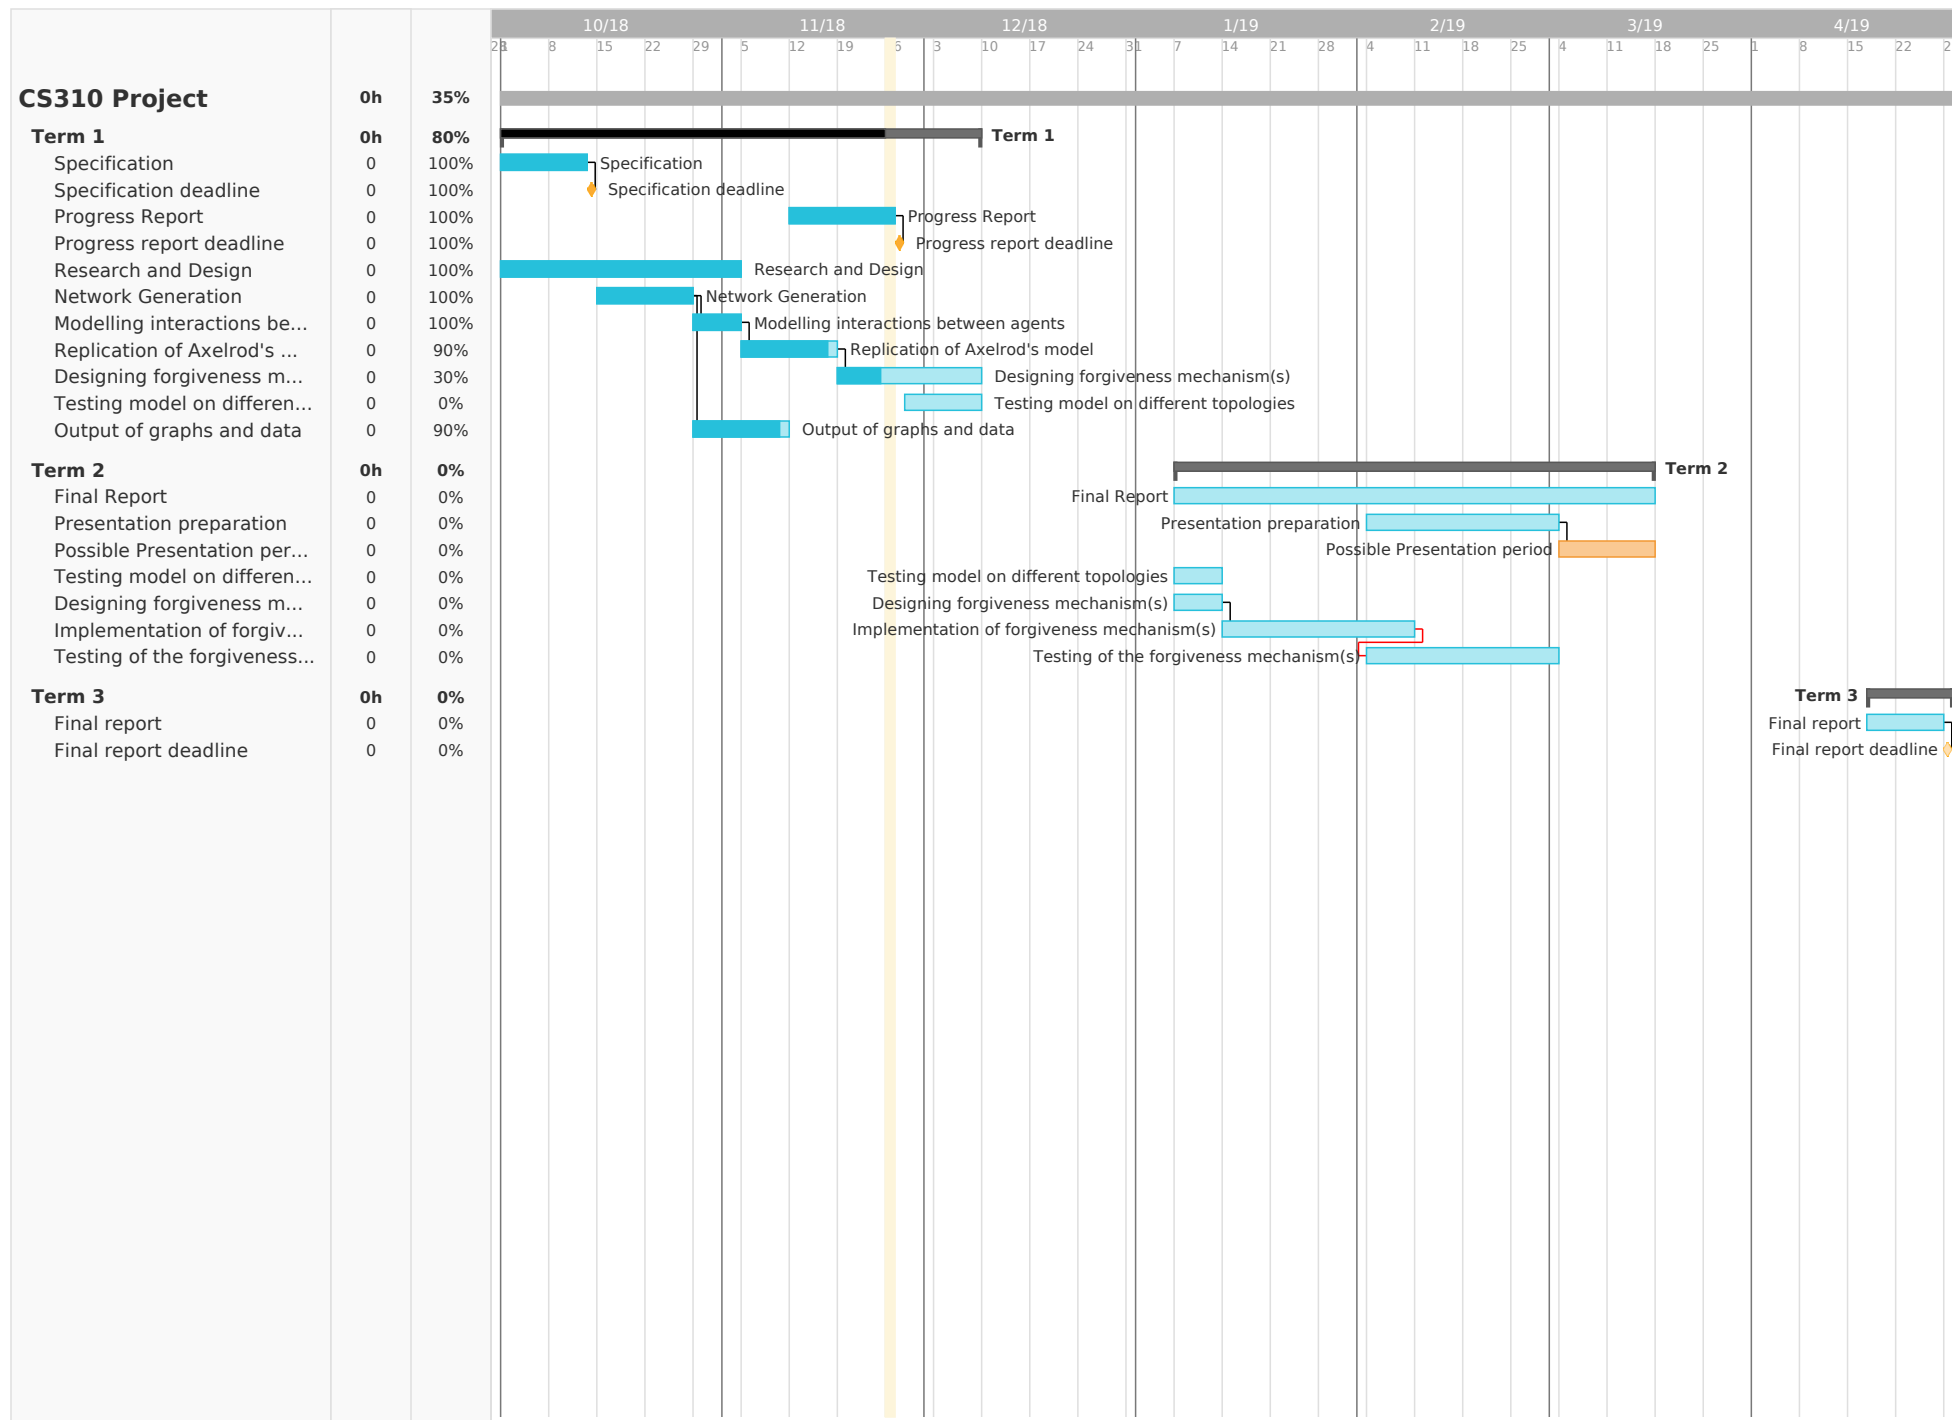 10/18 11/18 12/18 1/19 2/19 3/19 4/19
1 8 15 22 29 5 12 19 6 3 10 17 24 31 7 14 21 28 4 11 18 25 4 11 18 25 1 8 15 22
CS310 Project 0h 35%
Term 1 0h 80% Term 1
Specification 0 100% Specification
Specification deadline 0 100% Specification deadline
Progress Report 0 100% Progress Report
Progress report deadline 0 100% Progress report deadline
Research and Design 0 100% Research and Design
Network Generation 0 100% Network Generation
Modelling interactions be... 0 100% Modelling interactions between agents
Replication of Axelrod's ... 0 90% Replication of Axelrod's model
Designing forgiveness m... 0 30% Designing forgiveness mechanism(s)
Testing model on differen... 0 0% Testing model on different topologies
Output of graphs and data 0 90% Output of graphs and data
Term 2 0h 0% Term 2
Final Report 0 0% Final Report
Presentation preparation 0 0% Presentation preparation
Possible Presentation per... 0 0% Possible Presentation period
Testing model on differen... 0 0% Testing model on different topologies
Designing forgiveness m... 0 0% Designing forgiveness mechanism(s)
Implementation of forgiv... 0 0% Implementation of forgiveness mechanism(s)
Testing of the forgiveness... 0 0% Testing of the forgiveness mechanism(s)
Term 3 0h 0% Term 3
Final report 0 0% Final report
Final report deadline 0 0% Final report deadline